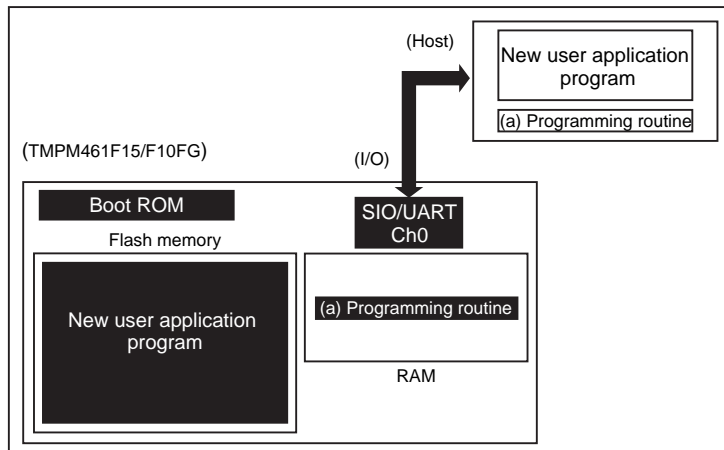 (Host)
New user application
program
(a) Programming routine
(TMPM461F15/F10FG)
(I/O)
Boot ROM
SIO/UART
Ch0
Flash memory
New user application
program
(a) Programming routine
RAM